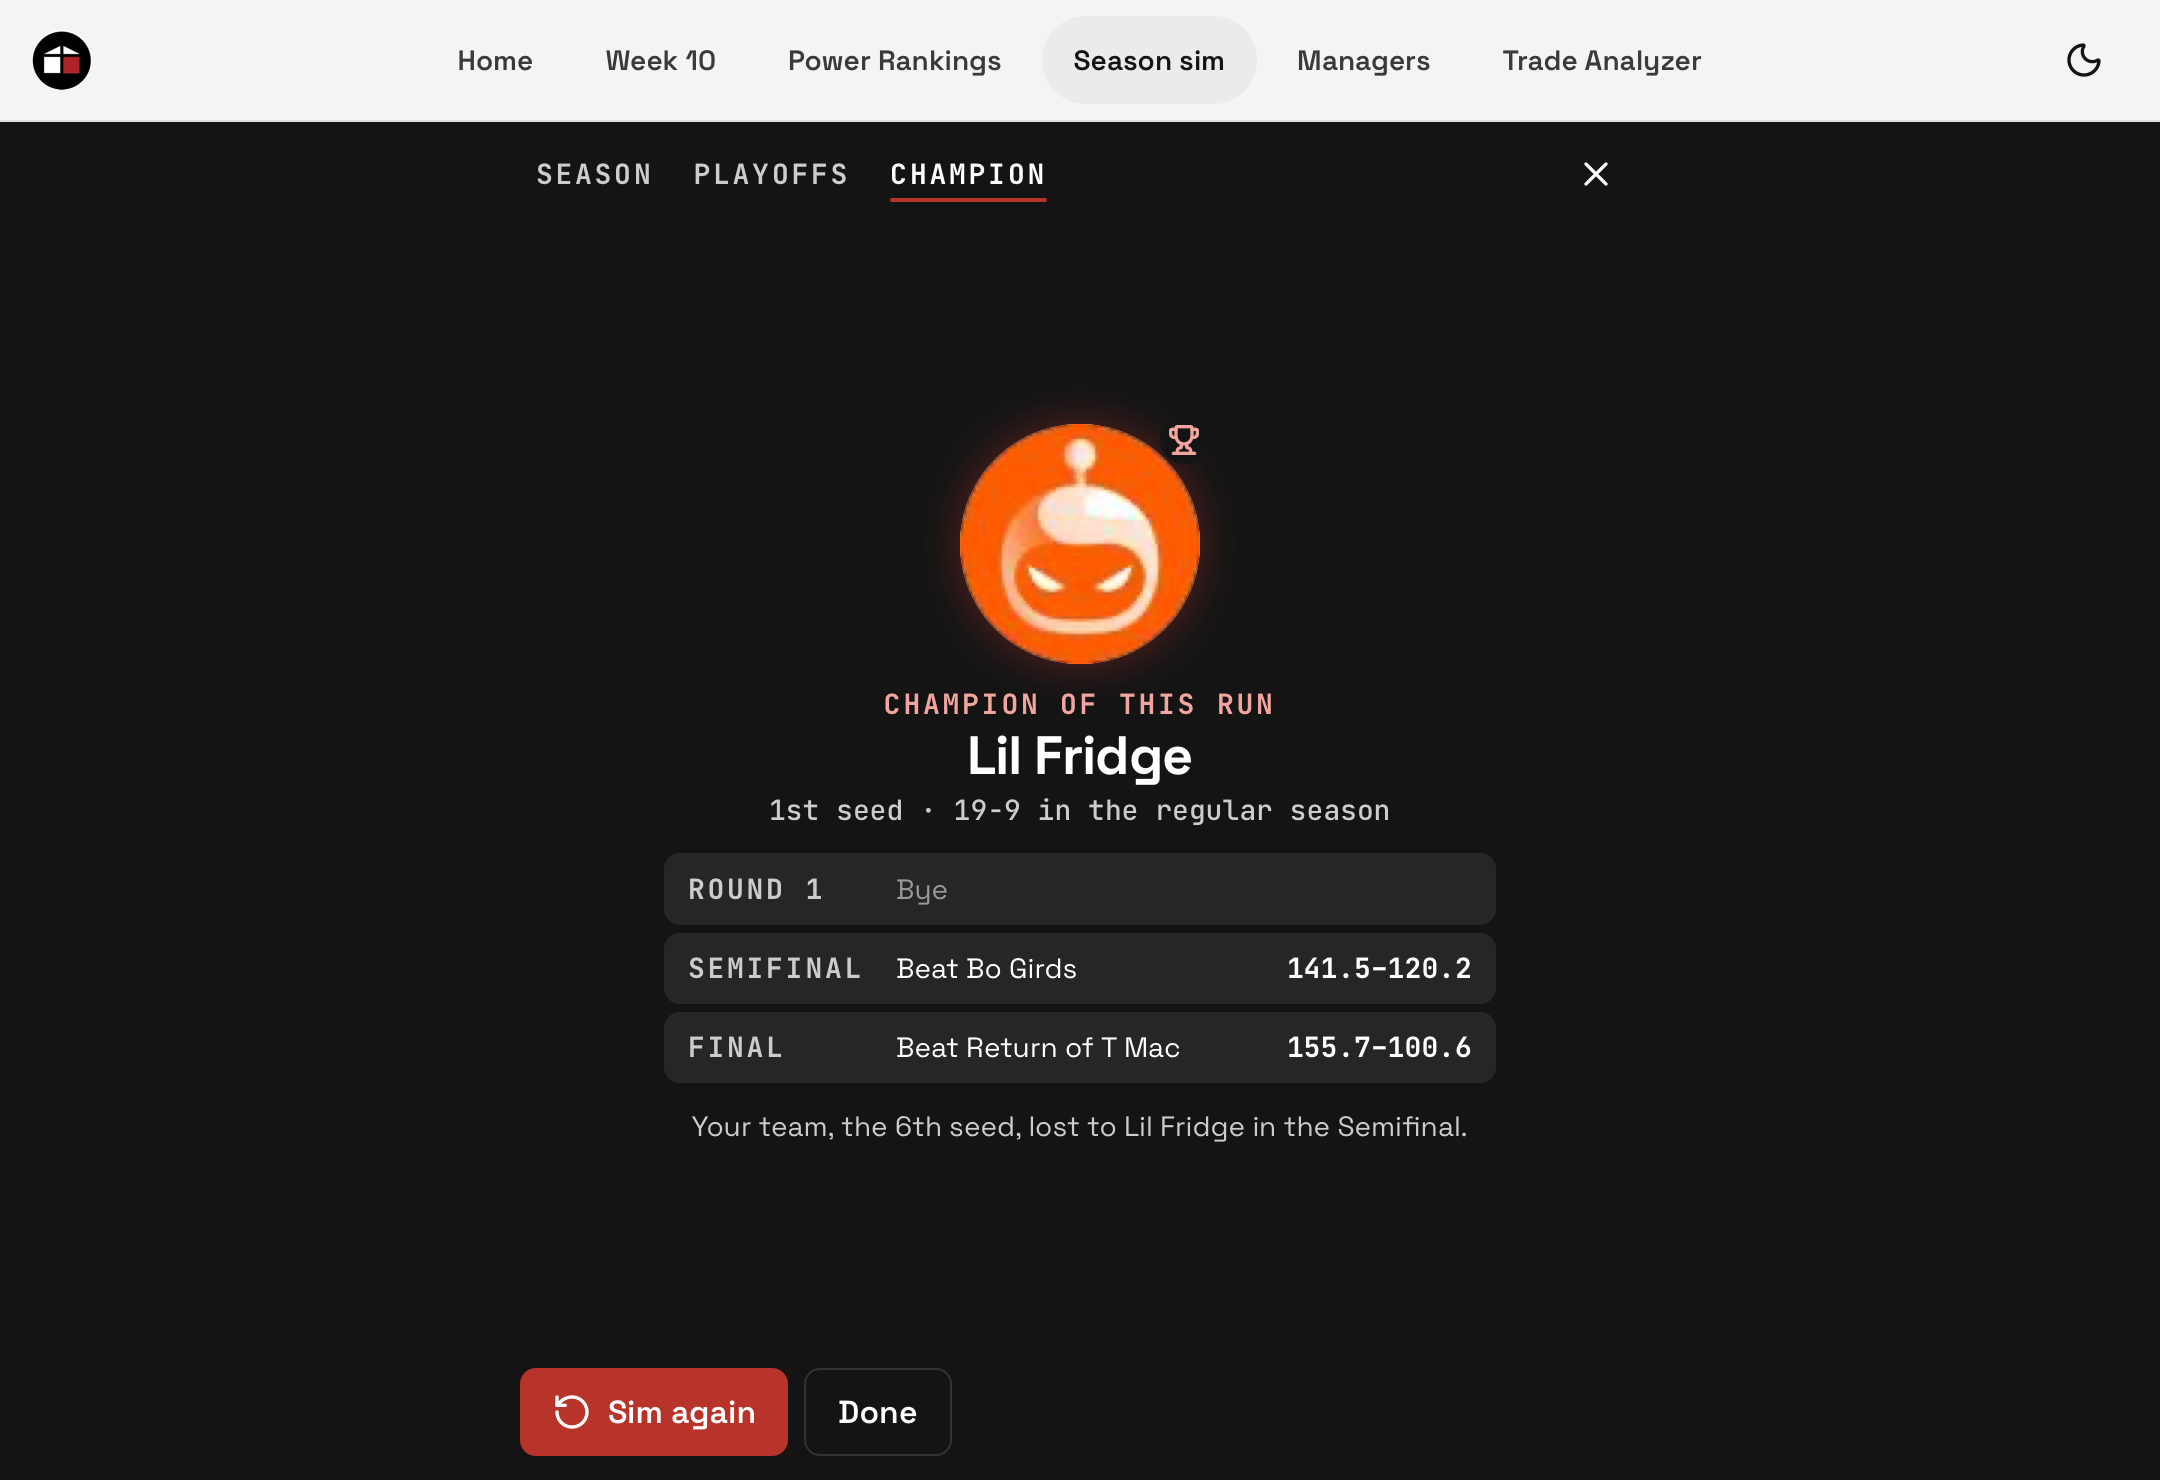 Home Week 10 Power Rankings Season sim Managers Trade Analyzer
SEASON PLAYOFFS CHAMPION
CHAMPION OF THIS RUN
Lil Fridge
1st seed · 19-9 in the regular season
ROUND 1 Bye
SEMIFINAL Beat Bo Girds 141.5–120.2
FINAL Beat Return of T Mac 155.7–100.6
Your team, the 6th seed, lost to Lil Fridge in the Semifinal.
Sim again Done